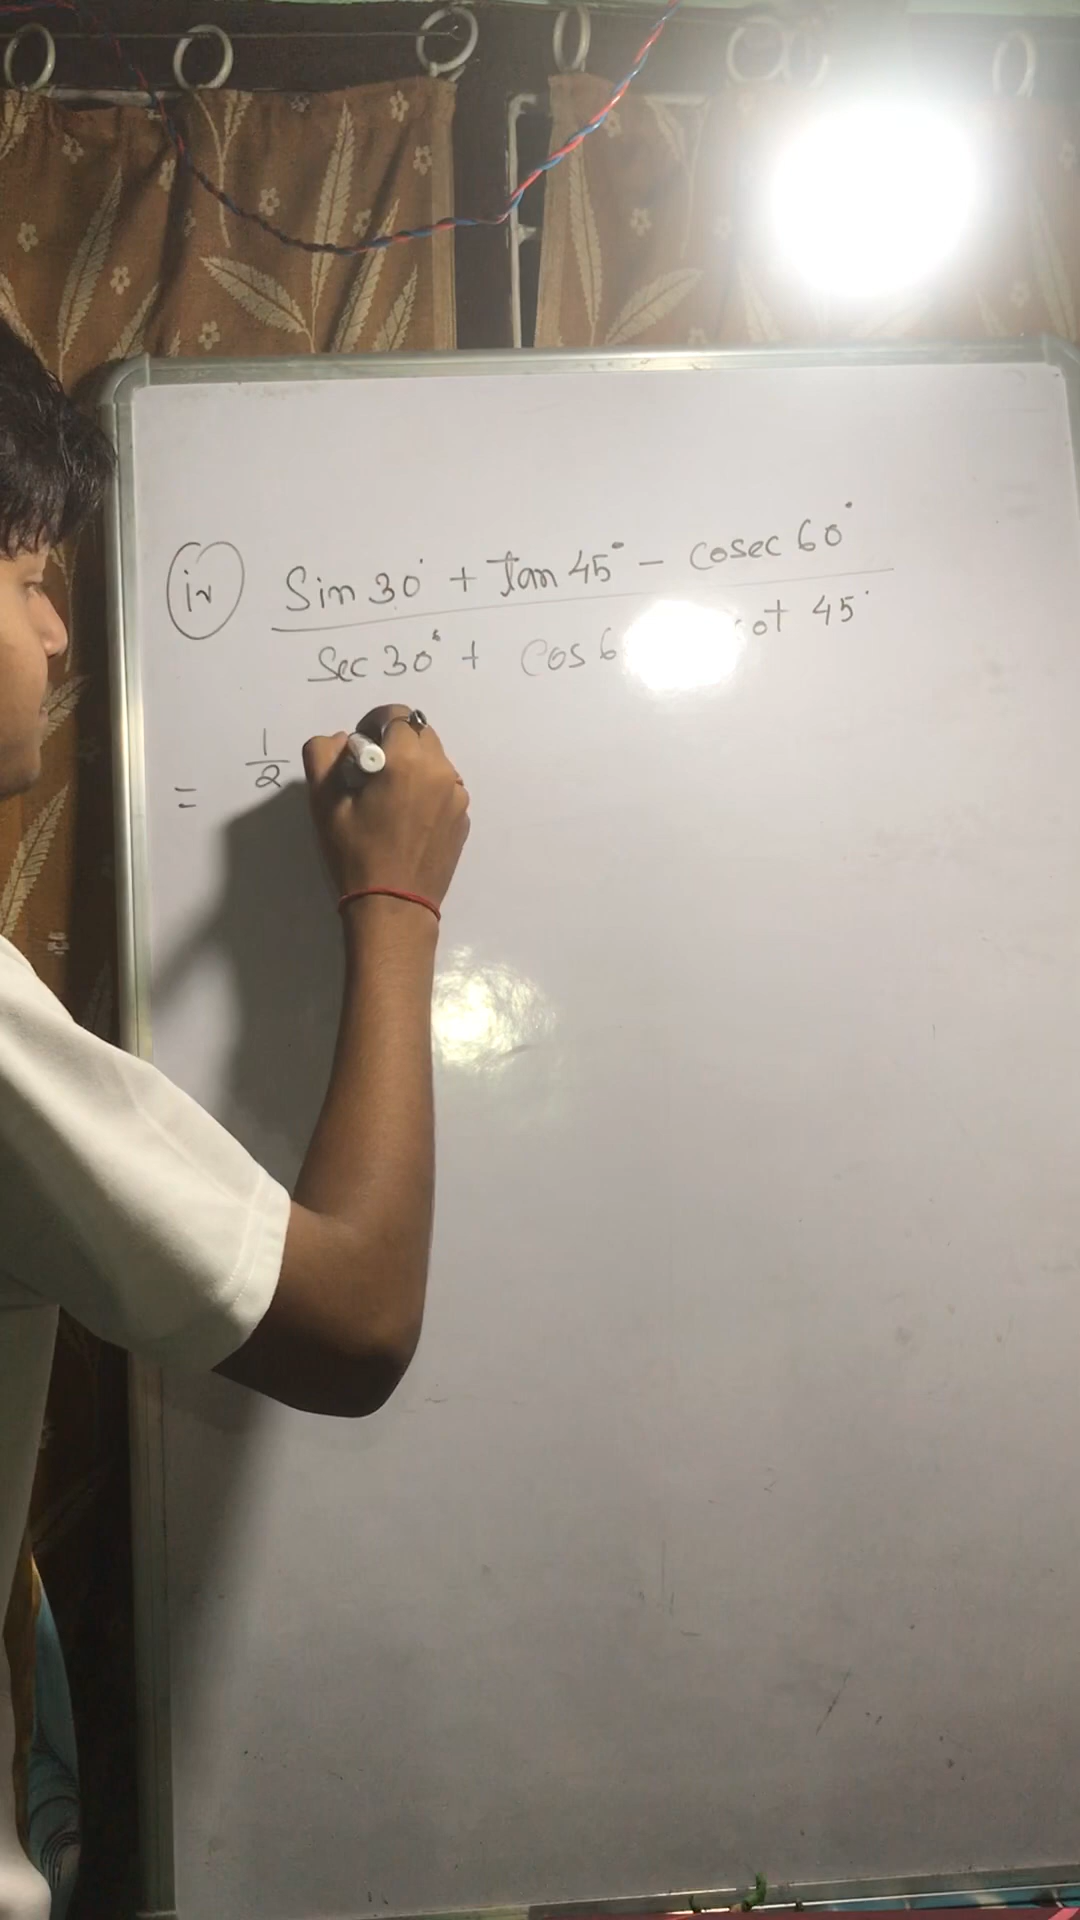 iv sin 30° + Tan 45° - cosec 60°
sec 30° + cos 6 ot 45°
= 1/2